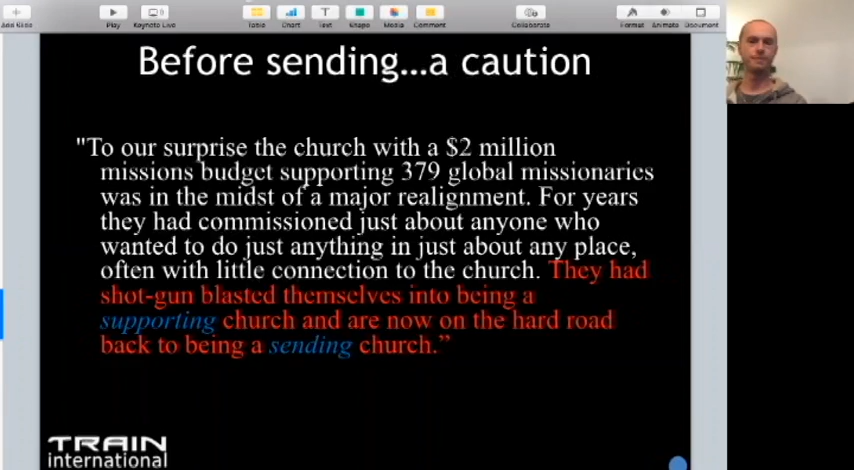 Add Slide
Play
Keynote Live
Table
Chart
Text
Shape
Media
Comment
Collaborate
Format
Animate
Document
Before sending…a caution
"To our surprise the church with a $2 million
missions budget supporting 379 global missionaries
was in the midst of a major realignment. For years
they had commissioned just about anyone who
wanted to do just anything in just about any place,
often with little connection to the church. They had
shot-gun blasted themselves into being a
supporting church and are now on the hard road
back to being a sending church.”
TRAIN
international